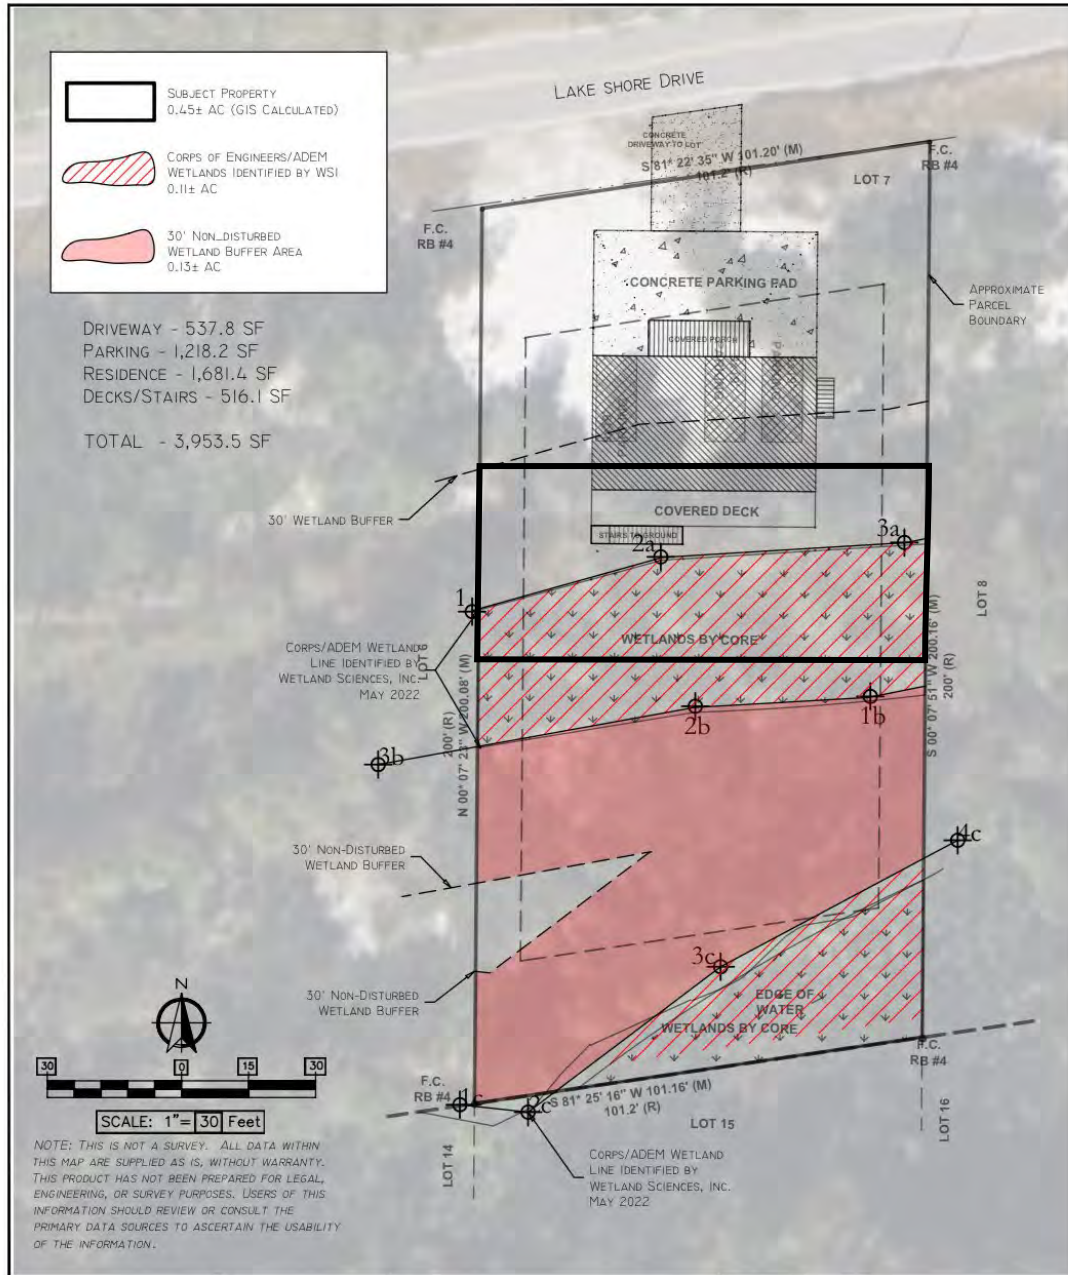 SUBJECT PROPERTY
0.45± AC (GIS CALCULATED)
CORPS OF ENGINEERS/ADEM
WETLANDS IDENTIFIED BY WSI
0.11± AC
30' NON_DISTURBED
WETLAND BUFFER AREA
0.13± AC
DRIVEWAY - 537.8 SF
PARKING - 1,218.2 SF
RESIDENCE - 1,681.4 SF
DECKS/STAIRS - 516.1 SF
TOTAL - 3,953.5 SF
LAKE SHORE DRIVE
CONCRETE
DRIVEWAY TO LOT
S 81° 22' 35" W 101.20' (M)
101.2' (R)
LOT 7
F.C.
RB #4
F.C.
RB #4
CONCRETE PARKING PAD
APPROXIMATE
PARCEL
BOUNDARY
COVERED PORCH
30' WETLAND BUFFER
COVERED DECK
STAIRS TO GROUND
2a
3a
1
WETLANDS BY CORE
LOT 8
LOT 6
CORPS/ADEM WETLAND
LINE IDENTIFIED BY
WETLAND SCIENCES, INC.
MAY 2022
200' (R)
N 00° 07' 23" W 200.08' (M)
S 00° 07' 51" W 200.16' (M)
200' (R)
2b
1b
3b
30' NON-DISTURBED
WETLAND BUFFER
4c
3c
EDGE OF
WATER
WETLANDS BY CORE
30' NON-DISTURBED
WETLAND BUFFER
N
30 0 15 30
SCALE: 1"= 30 Feet
F.C.
RB #4
1c
2c
S 81° 25' 16" W 101.16' (M)
101.2' (R)
F.C.
RB #4
LOT 15
LOT 14
LOT 16
CORPS/ADEM WETLAND
LINE IDENTIFIED BY
WETLAND SCIENCES, INC.
MAY 2022
NOTE: THIS IS NOT A SURVEY. ALL DATA WITHIN
THIS MAP ARE SUPPLIED AS IS, WITHOUT WARRANTY.
THIS PRODUCT HAS NOT BEEN PREPARED FOR LEGAL,
ENGINEERING, OR SURVEY PURPOSES. USERS OF THIS
INFORMATION SHOULD REVIEW OR CONSULT THE
PRIMARY DATA SOURCES TO ASCERTAIN THE USABILITY
OF THE INFORMATION.